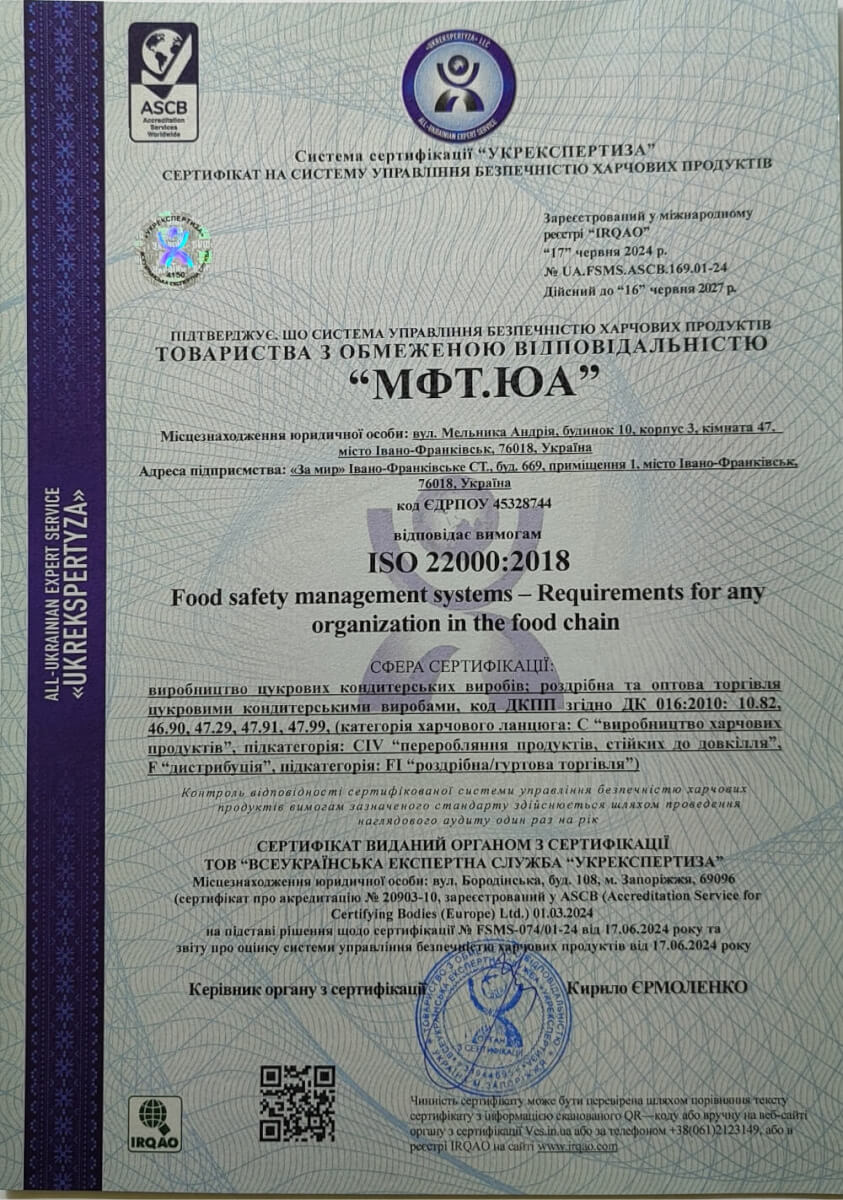 ASCB
Accreditation
Services
Worldwide
«UKREKSPERTYZA» LLC
ALL-UKRAINIAN EXPERT SERVICE
Система сертифікації “УКРЕКСПЕРТИЗА”
СЕРТИФІКАТ НА СИСТЕМУ УПРАВЛІННЯ БЕЗПЕЧНІСТЮ ХАРЧОВИХ ПРОДУКТІВ
УКРЕКСПЕРТИЗА
4150
Зареєстрований у міжнародному
реєстрі “IRQAO”
“17” червня 2024 р.
№ UA.FSMS.ASCB.169.01-24
Дійсний до “16” червня 2027 р.
ПІДТВЕРДЖУЄ, ЩО СИСТЕМА УПРАВЛІННЯ БЕЗПЕЧНІСТЮ ХАРЧОВИХ ПРОДУКТІВ
ТОВАРИСТВА З ОБМЕЖЕНОЮ ВІДПОВІДАЛЬНІСТЮ
“МФТ.ЮА”
Місцезнаходження юридичної особи: вул. Мельника Андрія, будинок 10, корпус 3, кімната 47,
місто Івано-Франківськ, 76018, Україна
Адреса підприємства: «За мир» Івано-Франківське СТ., буд. 669, приміщення 1, місто Івано-Франківськ,
76018, Україна
код ЄДРПОУ 45328744
відповідає вимогам
ISO 22000:2018
Food safety management systems – Requirements for any
organization in the food chain
СФЕРА СЕРТИФІКАЦІЇ:
виробництво цукрових кондитерських виробів; роздрібна та оптова торгівля
цукровими кондитерськими виробами, код ДКПП згідно ДК 016:2010: 10.82,
46.90, 47.29, 47.91, 47.99, (категорія харчового ланцюга: С “виробництво харчових
продуктів”, підкатегорія: CIV “перероблянн﻿я продуктів, стійких до довкілля”,
F “дистрибуція”, підкатегорія: FI “роздрібна/гуртова торгівля”)
Контроль відповідності сертифікованої системи управління безпечністю харчових
продуктів вимогам зазначеного стандарту здійснюється шляхом проведення
наглядового аудиту один раз на рік
СЕРТИФІКАТ ВИДАНИЙ ОРГАНОМ З СЕРТИФІКАЦІЇ
ТОВ “ВСЕУКРАЇНСЬКА ЕКСПЕРТНА СЛУЖБА “УКРЕКСПЕРТИЗА”
Місцезнаходження юридичної особи: вул. Бородінська, буд. 108, м. Запоріжжя, 69096
(сертифікат про акредитацію № 20903-10, зареєстрований у ASCB (Accreditation Service for
Certifying Bodies (Europe) Ltd.) 01.03.2024
на підставі рішення щодо сертифікації № FSMS-074/01-24 від 17.06.2024 року та
звіту про оцінку системи управління безпечністю харчових продуктів від 17.06.2024 року
Керівник органу з сертифікації
Кирило ЄРМОЛЕНКО
ОРГАН
З СЕРТИФІКАЦІЇ
IRQAO
Чинність сертифікату може бути перевірена шляхом порівняння тексту
сертифікату з інформацією сканованого QR—коду або вручну на веб-сайті
органу з сертифікації Ves.in.ua або за телефоном +38(061)2123149, або в
реєстрі IRQAO на сайті www.irqao.com
ALL-UKRAINIAN EXPERT SERVICE
«UKREKSPERTYZA»